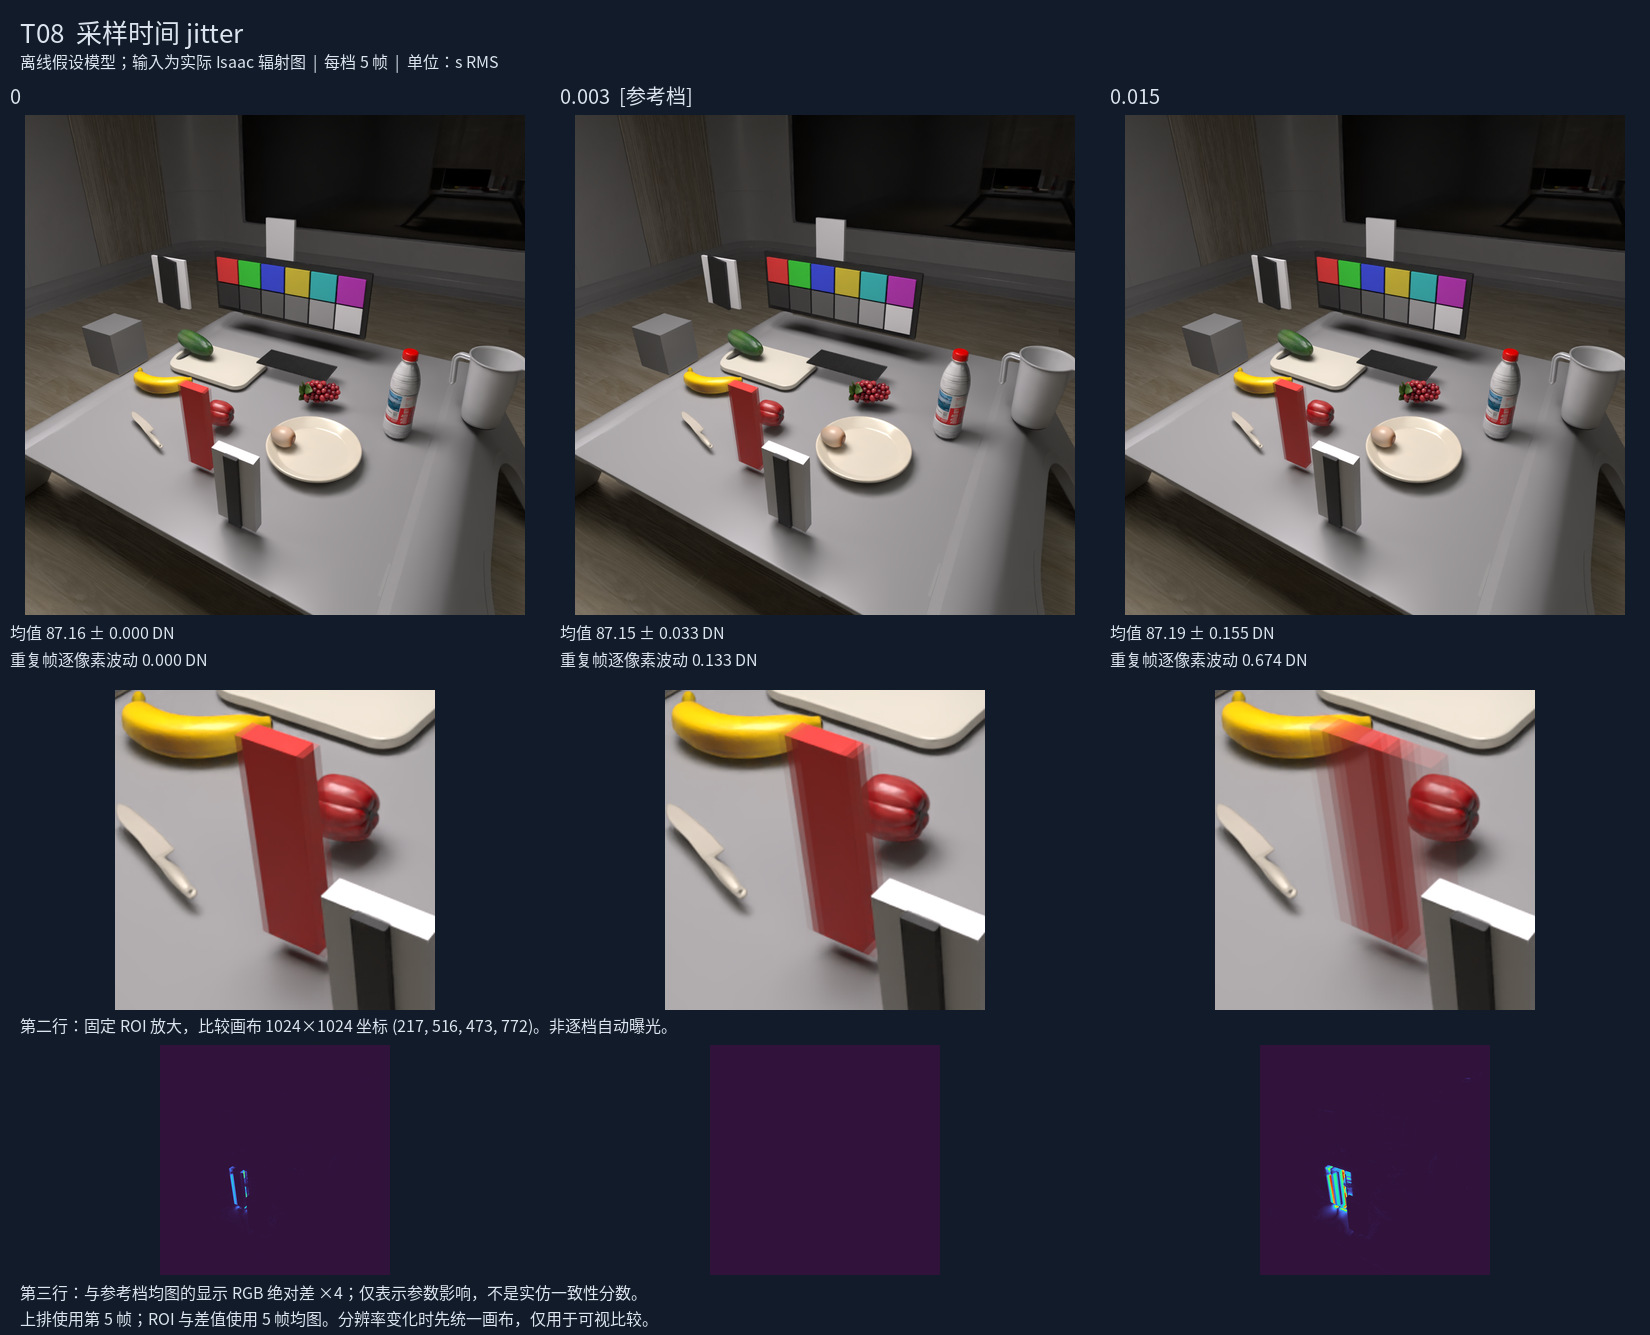 T08 采样时间 jitter
离线假设模型；输入为实际 Isaac 辐射图 | 每档 5 帧 | 单位：s RMS
0
0.003 [参考档]
0.015
均值 87.16 ± 0.000 DN
重复帧逐像素波动 0.000 DN
均值 87.15 ± 0.033 DN
重复帧逐像素波动 0.133 DN
均值 87.19 ± 0.155 DN
重复帧逐像素波动 0.674 DN
第二行：固定 ROI 放大，比较画布 1024×1024 坐标 (217, 516, 473, 772)。非逐档自动曝光。
第三行：与参考档均图的显示 RGB 绝对差 ×4；仅表示参数影响，不是实仿一致性分数。
上排使用第 5 帧；ROI 与差值使用 5 帧均图。分辨率变化时先统一画布，仅用于可视比较。